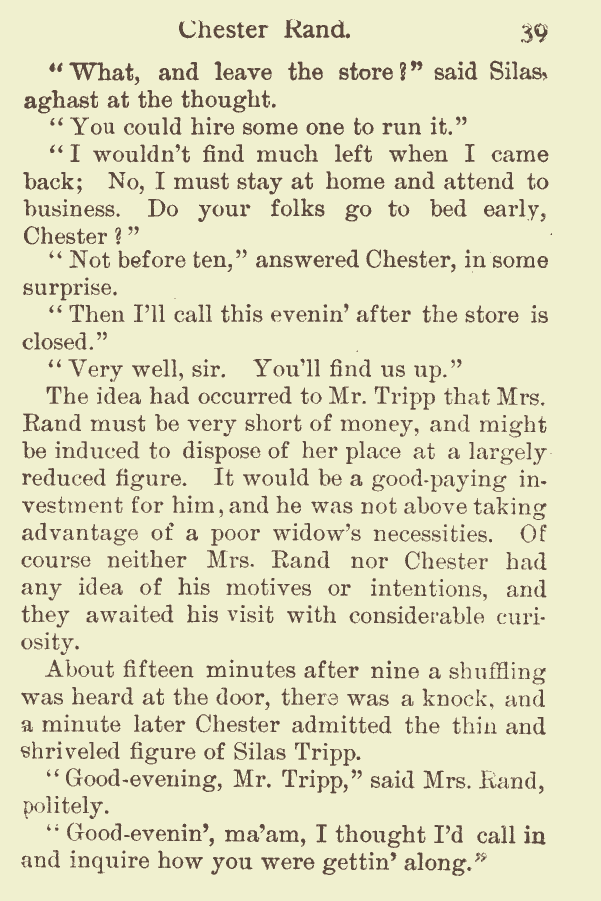 Chester Rand. 39
“What, and leave the store?” said Silas,
aghast at the thought.
“You could hire some one to run it.”
“I wouldn’t find much left when I came
back; No, I must stay at home and attend to
business. Do your folks go to bed early,
Chester?”
“Not before ten,” answered Chester, in some
surprise.
“Then I’ll call this evenin’ after the store is
closed.”
“Very well, sir. You’ll find us up.”
The idea had occurred to Mr. Tripp that Mrs.
Rand must be very short of money, and might
be induced to dispose of her place at a largely
reduced figure. It would be a good-paying in-
vestment for him, and he was not above taking
advantage of a poor widow’s necessities. Of
course neither Mrs. Rand nor Chester had
any idea of his motives or intentions, and
they awaited his visit with considerable curi-
osity.
About fifteen minutes after nine a shuffling
was heard at the door, there was a knock, and
a minute later Chester admitted the thin and
shriveled figure of Silas Tripp.
“Good-evening, Mr. Tripp,” said Mrs. Rand,
politely.
“Good-evenin’, ma’am, I thought I’d call in
and inquire how you were gettin’ along.”